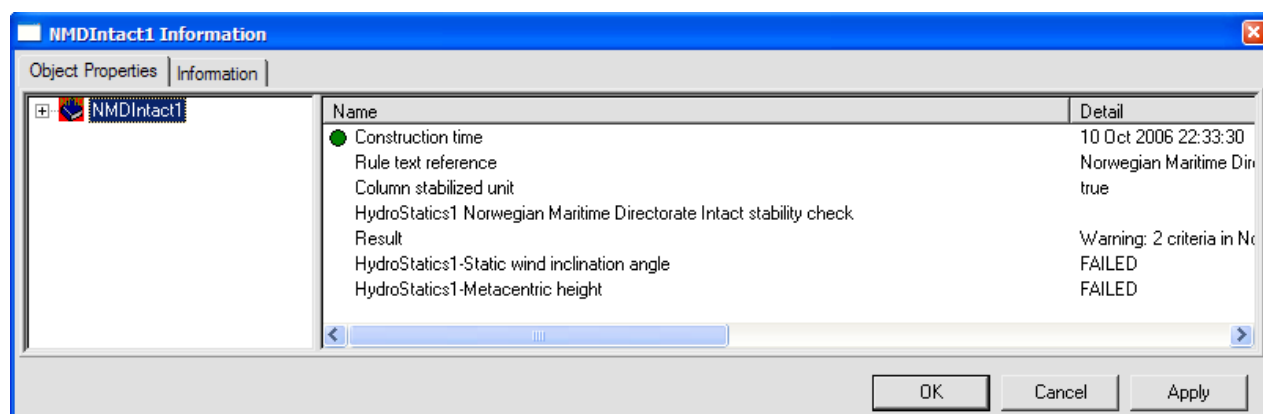 NMDIntact1 Information
Object Properties Information
NMDIntact1
Name Detail
Construction time 10 Oct 2006 22:33:30
Rule text reference Norwegian Maritime Dir
Column stabilized unit true
HydroStatics1 Norwegian Maritime Directorate Intact stability check
Result Warning: 2 criteria in No
HydroStatics1-Static wind inclination angle FAILED
HydroStatics1-Metacentric height FAILED
OK Cancel Apply